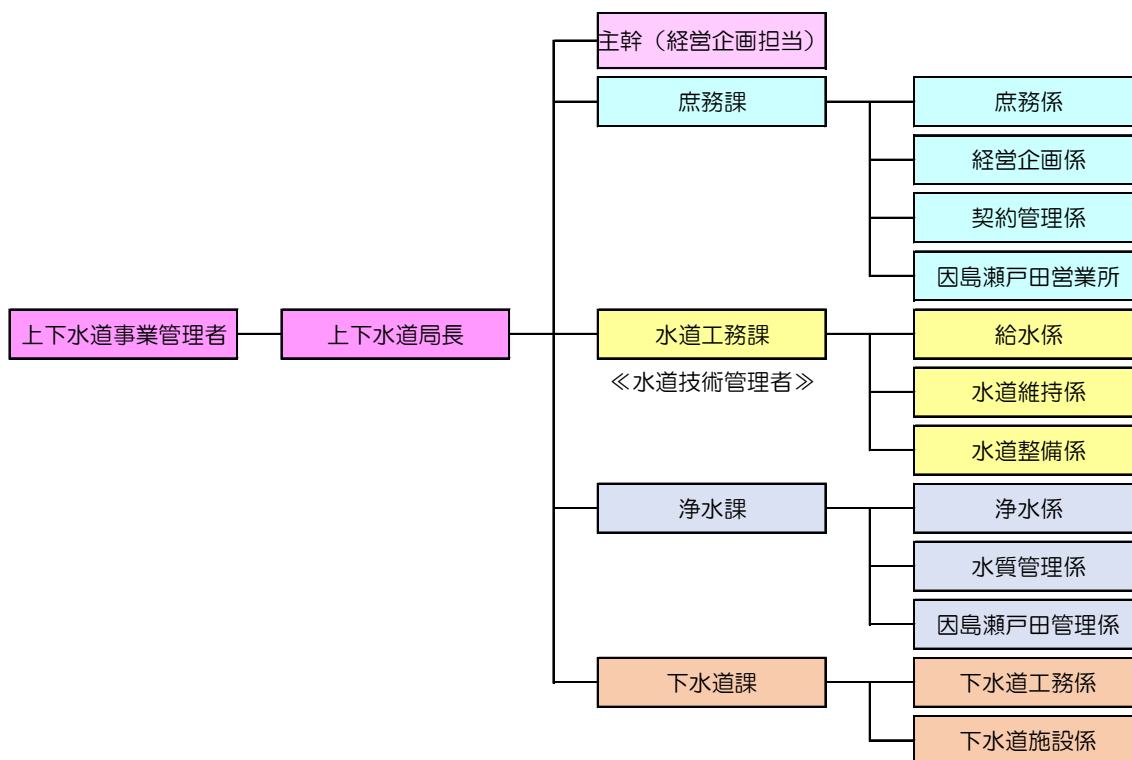 主幹（経営企画担当）
庶務課
庶務係
経営企画係
契約管理係
因島瀬戸田営業所
上下水道事業管理者
上下水道局長
水道工務課
≪水道技術管理者≫
給水係
水道維持係
水道整備係
浄水課
浄水係
水質管理係
因島瀬戸田管理係
下水道課
下水道工務係
下水道施設係